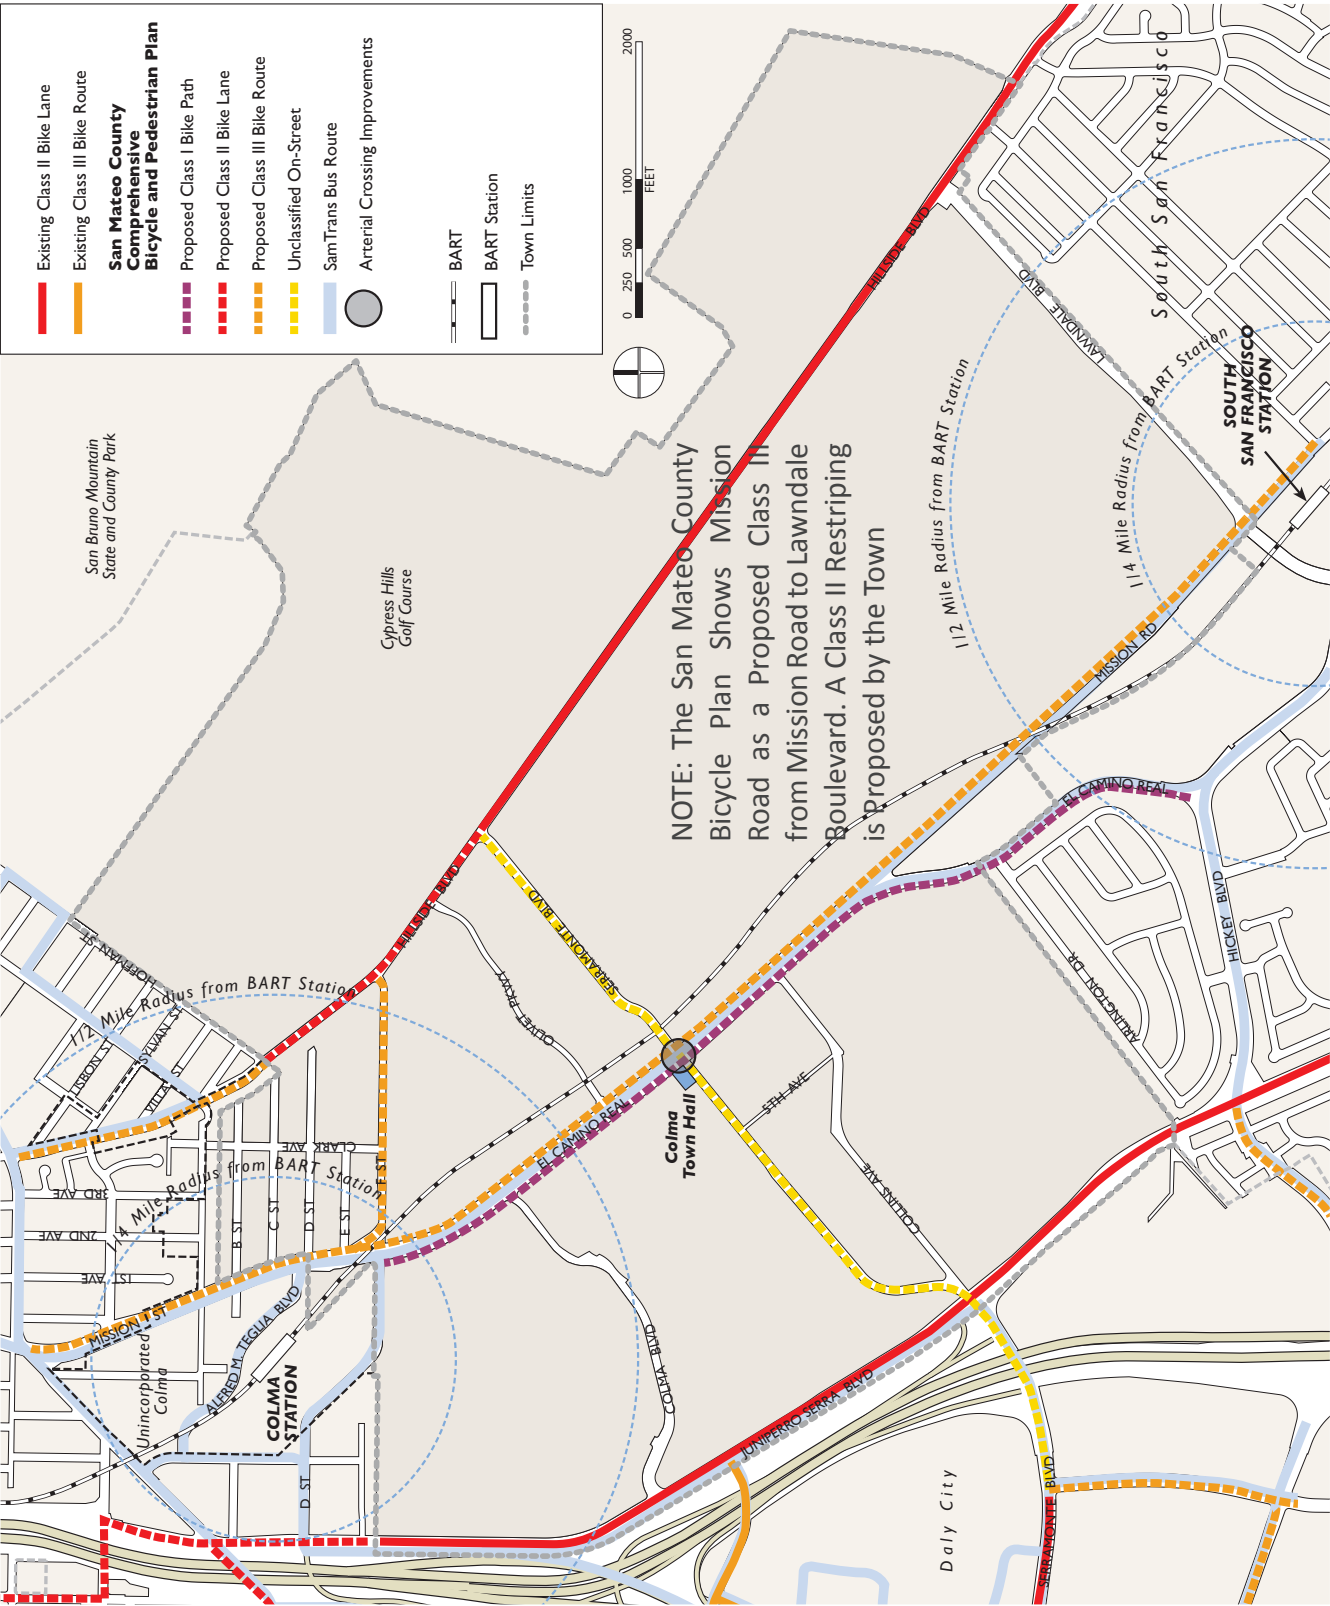 Existing Class II Bike Lane
Existing Class III Bike Route
San Mateo County
Comprehensive
Bicycle and Pedestrian Plan
Proposed Class I Bike Path
Proposed Class II Bike Lane
Proposed Class III Bike Route
Unclassified On-Street
SamTrans Bus Route
Arterial Crossing Improvements
BART
BART Station
Town Limits
0 250 500 1000 2000
FEET
San Bruno Mountain
State and County Park
Cypress Hills
Golf Course
NOTE: The San Mateo County
Bicycle Plan Shows Mission
Road as a Proposed Class III
from Mission Road to Lawndale
Boulevard. A Class II Restriping
is Proposed by the Town
HILLSIDE BLVD
LAWNDALE BLVD
South San Francisco
1/2 Mile Radius from BART Station
1/4 Mile Radius from BART Station
SOUTH
SAN FRANCISCO
STATION
MISSION RD
EL CAMINO REAL
HICKEY BLVD
ARLINGTON DR
HILLSIDE BLVD
SERRAMONTE BLVD
OLIVET PKWY
HOFFMAN ST
1/2 Mile Radius from BART Station
LISBON S
SYLVAN ST
VILLA ST
CLARK AVE
F ST
1/4 Mile Radius from BART Station
3RD AVE
2ND AVE
1ST AVE
B ST
C ST
D ST
E ST
EL CAMINO REAL
Colma
Town Hall
5TH AVE
COLLINS AVE
MISSION ST
Unincorporated
Colma
ALFRED M. TEGLIA BLVD
COLMA
STATION
D ST
COLMA BLVD
JUNIPERRO SERRA BLVD
Daly City
SERRAMONTE BLVD